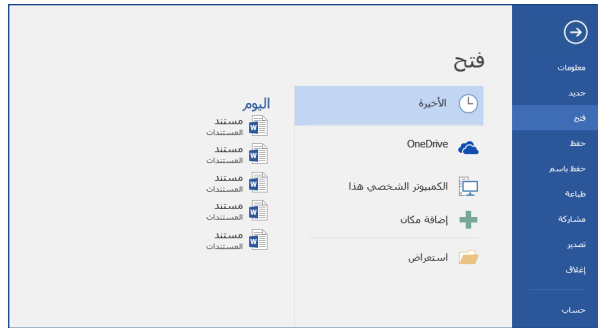 معلومات
جديد
فتح
حفظ
حفظ باسم
طباعة
مشاركة
تصدير
إغلاق
حساب
فتح
الأخيرة
OneDrive
الكمبيوتر الشخصي هذا
إضافة مكان
استعراض
اليوم
مستند
المستندات
مستند
المستندات
مستند
المستندات
مستند
المستندات
مستند
المستندات